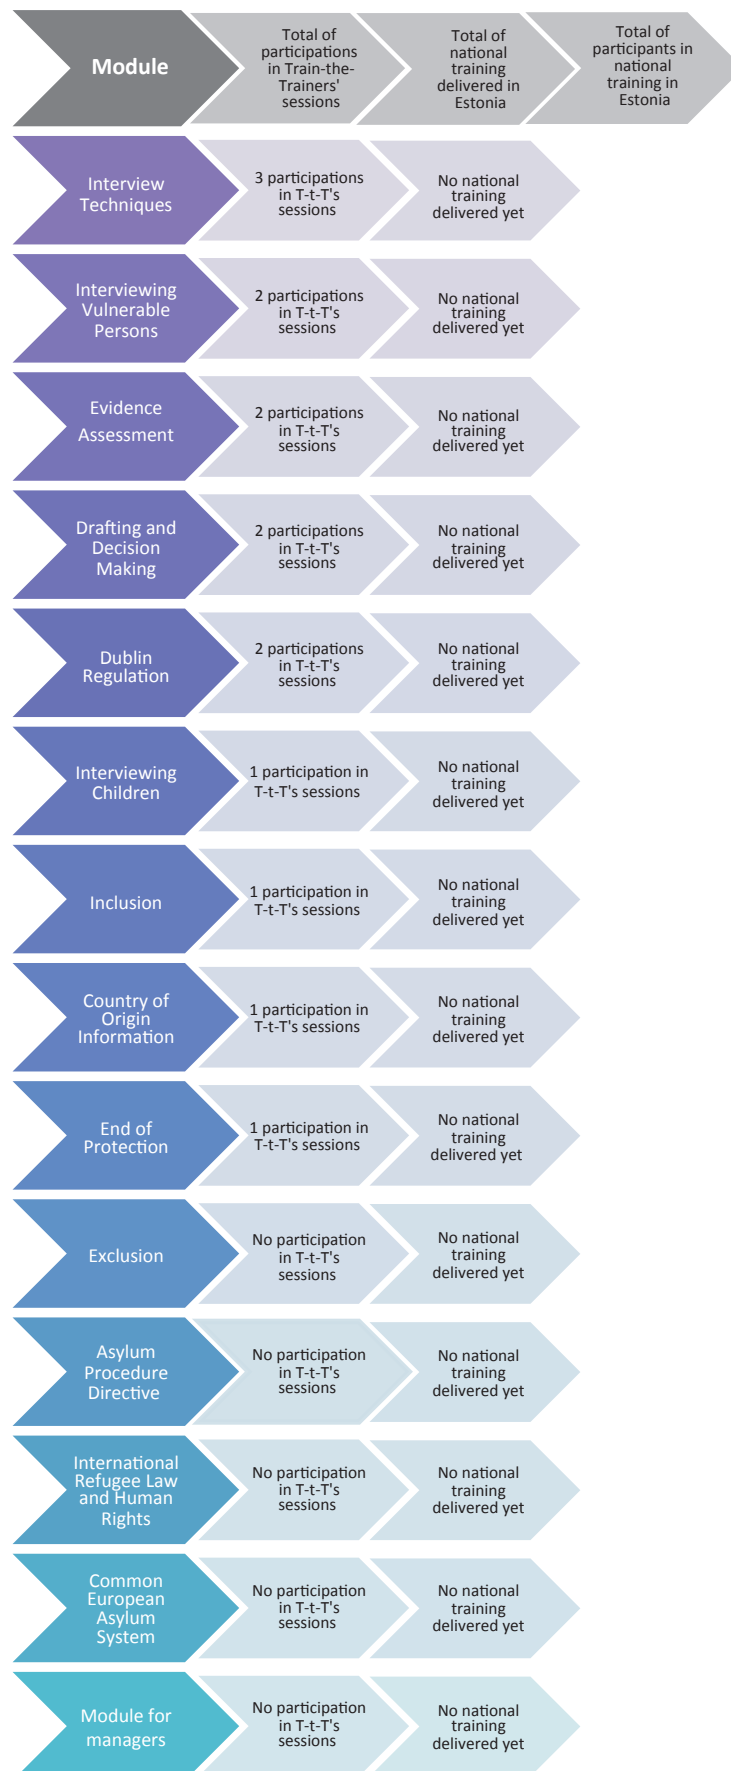 Module
Total of
participations
in Train-the-
Trainers'
sessions
Total of
national
training
delivered in
Estonia
Total of
participants in
national
training in
Estonia
Interview
Techniques
3 participations
in T-t-T's
sessions
No national
training
delivered yet
Interviewing
Vulnerable
Persons
2 participations
in T-t-T's
sessions
No national
training
delivered yet
Evidence
Assessment
2 participations
in T-t-T's
sessions
No national
training
delivered yet
Drafting and
Decision
Making
2 participations
in T-t-T's
sessions
No national
training
delivered yet
Dublin
Regulation
2 participations
in T-t-T's
sessions
No national
training
delivered yet
Interviewing
Children
1 participation in
T-t-T's sessions
No national
training
delivered yet
Inclusion
1 participation in
T-t-T's sessions
No national
training
delivered yet
Country of
Origin
Information
1 participation in
T-t-T's sessions
No national
training
delivered yet
End of
Protection
1 participation in
T-t-T's sessions
No national
training
delivered yet
Exclusion
No participation
in T-t-T's
sessions
No national
training
delivered yet
Asylum
Procedure
Directive
No participation
in T-t-T's
sessions
No national
training
delivered yet
International
Refugee Law
and Human
Rights
No participation
in T-t-T's
sessions
No national
training
delivered yet
Common
European
Asylum
System
No participation
in T-t-T's
sessions
No national
training
delivered yet
Module for
managers
No participation
in T-t-T's
sessions
No national
training
delivered yet